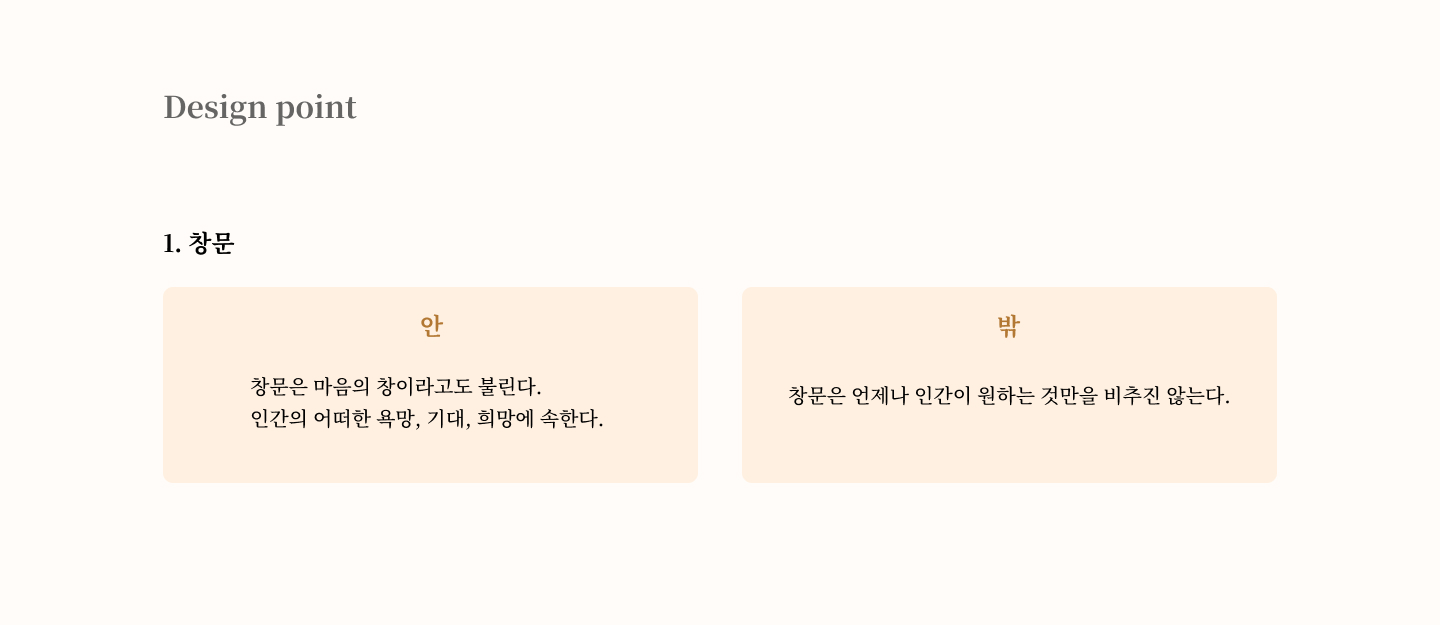 Design point
1. 창문
안
창문은 마음의 창이라고도 불린다.
인간의 어떠한 욕망, 기대, 희망에 속한다.
밖
창문은 언제나 인간이 원하는 것만을 비추진 않는다.